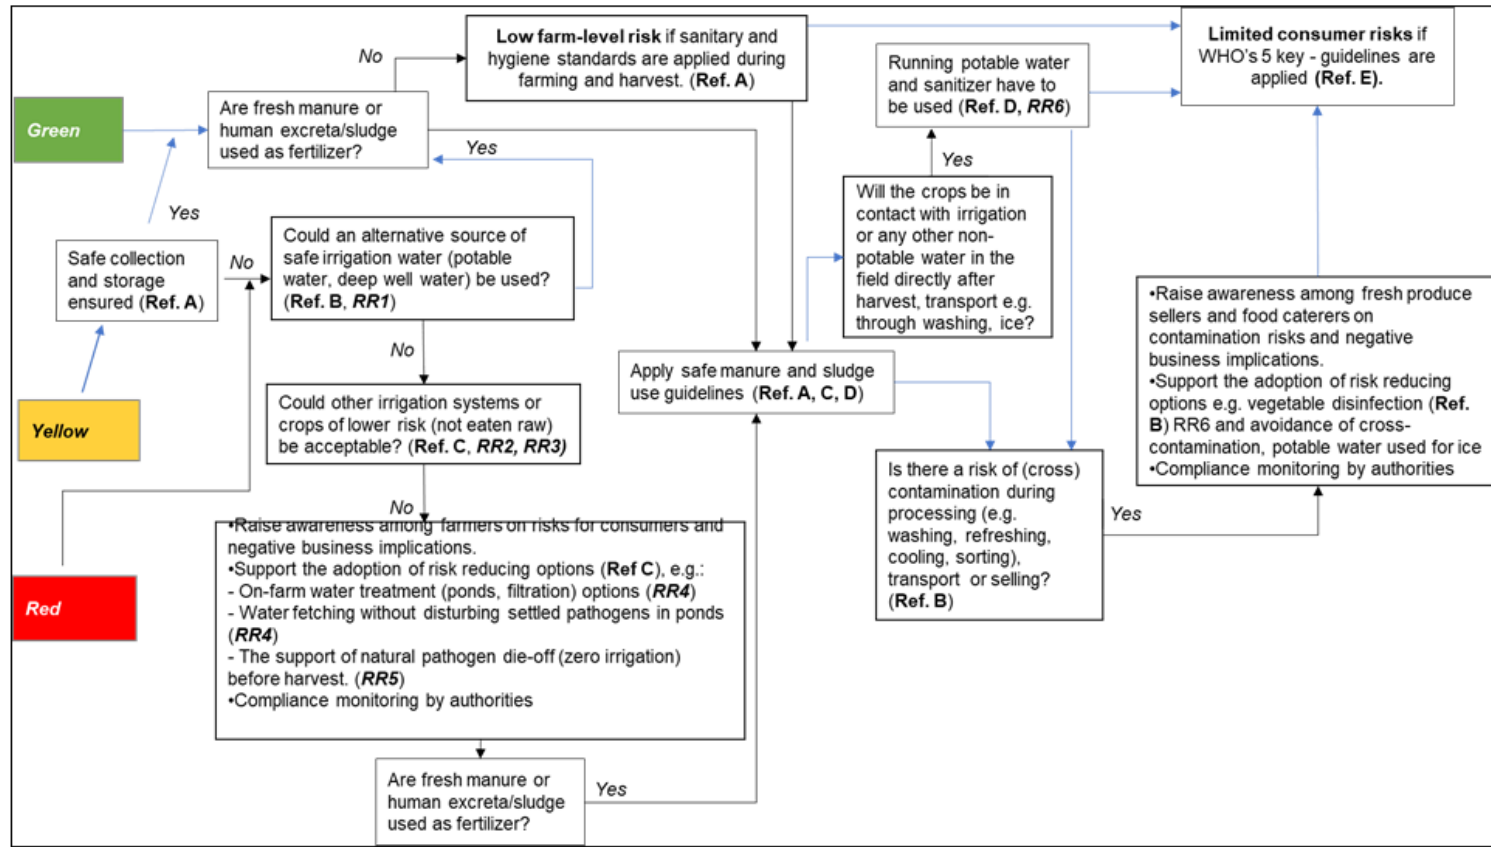 Green
Yellow
Red
Are fresh manure or
human excreta/sludge
used as fertilizer?
No
Low farm-level risk if sanitary and
hygiene standards are applied during
farming and harvest. (Ref. A)
Yes
Yes
Safe collection
and storage
ensured (Ref. A)
No
Could an alternative source of
safe irrigation water (potable
water, deep well water) be used?
(Ref. B, RR1)
No
Could other irrigation systems or
crops of lower risk (not eaten raw)
be acceptable? (Ref. C, RR2, RR3)
No
•Raise awareness among farmers on risks for consumers and
negative business implications.
•Support the adoption of risk reducing options (Ref C), e.g.:
- On-farm water treatment (ponds, filtration) options (RR4)
- Water fetching without disturbing settled pathogens in ponds
(RR4)
- The support of natural pathogen die-off (zero irrigation)
before harvest. (RR5)
•Compliance monitoring by authorities
Are fresh manure or
human excreta/sludge
used as fertilizer?
Yes
Apply safe manure and sludge
use guidelines (Ref. A, C, D)
Running potable water
and sanitizer have to
be used (Ref. D, RR6)
Yes
Will the crops be in
contact with irrigation
or any other non-
potable water in the
field directly after
harvest, transport e.g.
through washing, ice?
Is there a risk of (cross)
contamination during
processing (e.g.
washing, refreshing,
cooling, sorting),
transport or selling?
(Ref. B)
Yes
Limited consumer risks if
WHO's 5 key - guidelines are
applied (Ref. E).
•Raise awareness among fresh produce
sellers and food caterers on
contamination risks and negative
business implications.
•Support the adoption of risk reducing
options e.g. vegetable disinfection (Ref.
B) RR6 and avoidance of cross-
contamination, potable water used for ice
•Compliance monitoring by authorities